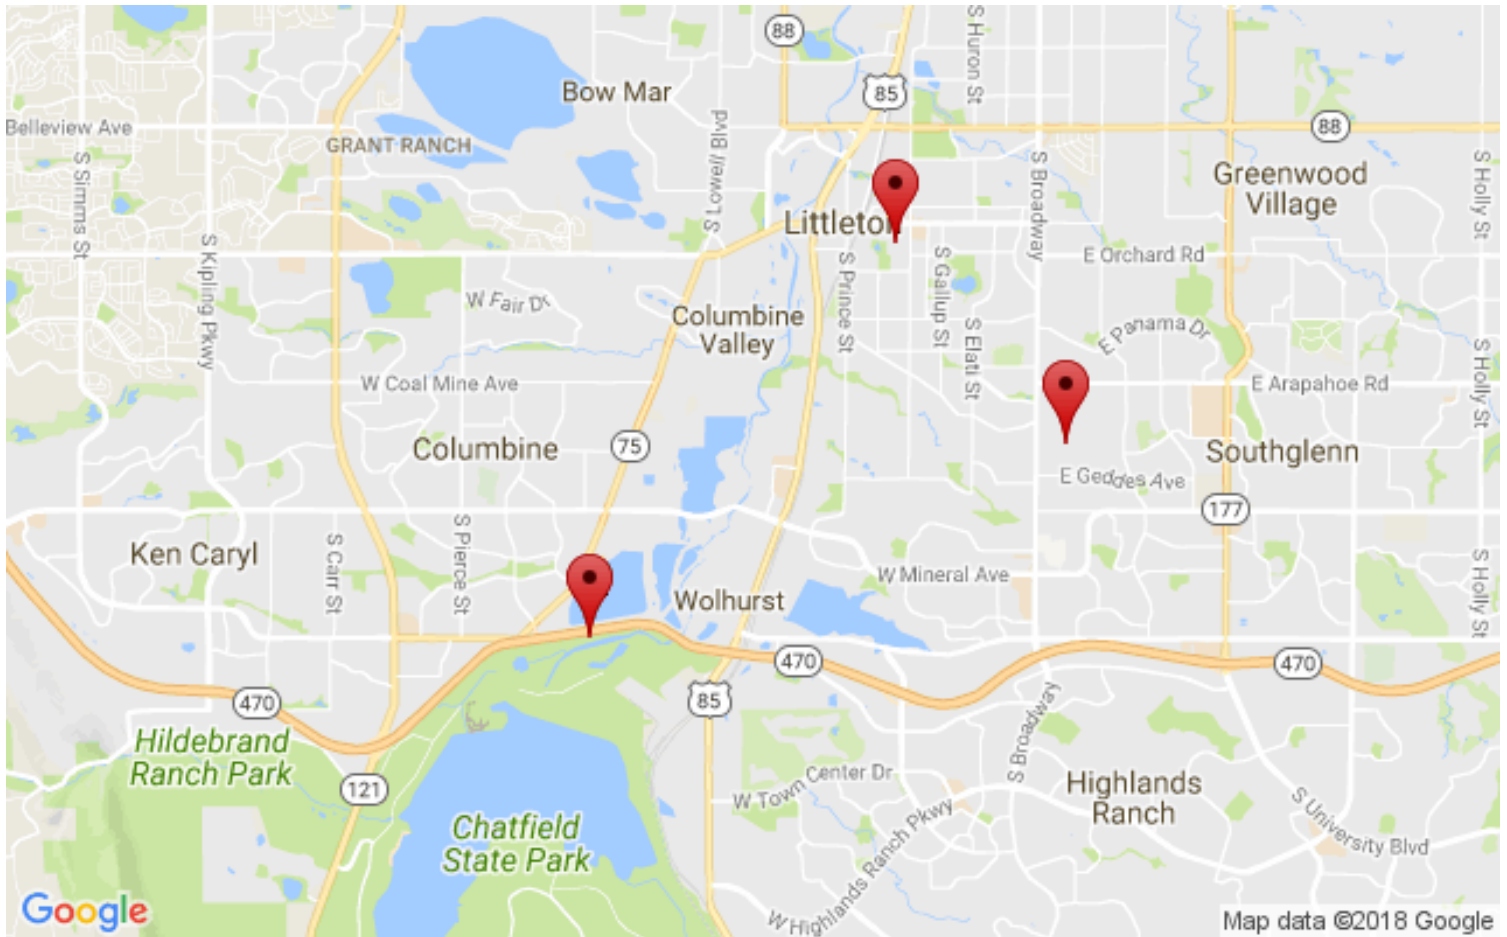 88
S Huron St
85
Bow Mar
Belleview Ave
GRANT RANCH
S Lowell Blvd
88
S Simms St
S Broadway
Greenwood
Village
S Holly St
Littleton
S Kipling Pkwy
E Orchard Rd
S Prince St
S Gallup St
W Fair Dr
Columbine
Valley
S Elati St
E Panama Dr
S Holly St
W Coal Mine Ave
E Arapahoe Rd
75
Columbine
Southglenn
E Geddes Ave
177
Ken Caryl
S Carr St
S Pierce St
W Mineral Ave
S Holly St
Wolhurst
470
470
470
85
S Broadway
Hildebrand
Ranch Park
121
W Town Center Dr
Highlands
Ranch
W Highlands Ranch Pkwy
S University Blvd
Chatfield
State Park
Google
Map data ©2018 Google